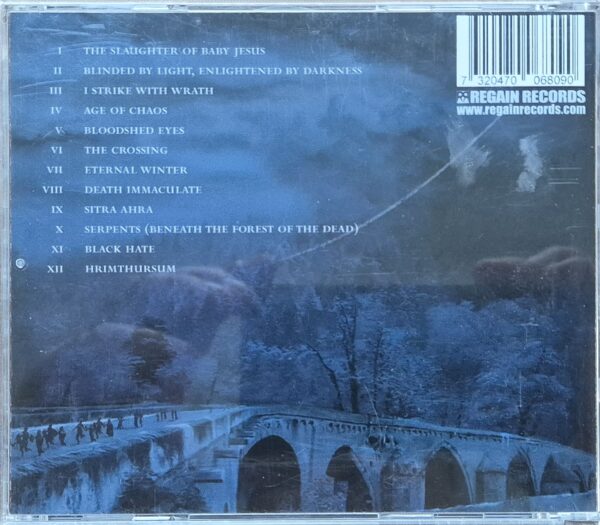 I THE SLAUGHTER OF BABY JESUS
II BLINDED BY LIGHT, ENLIGHTENED BY DARKNESS
III I STRIKE WITH WRATH
IV AGE OF CHAOS
V BLOODSHED EYES
VI THE CROSSING
VII ETERNAL WINTER
VIII DEATH IMMACULATE
IX SITRA AHRA
X SERPENTS (BENEATH THE FOREST OF THE DEAD)
XI BLACK HATE
XII HRIMTHURSUM
7 320470 068090
REGAIN RECORDS
www.regainrecords.com